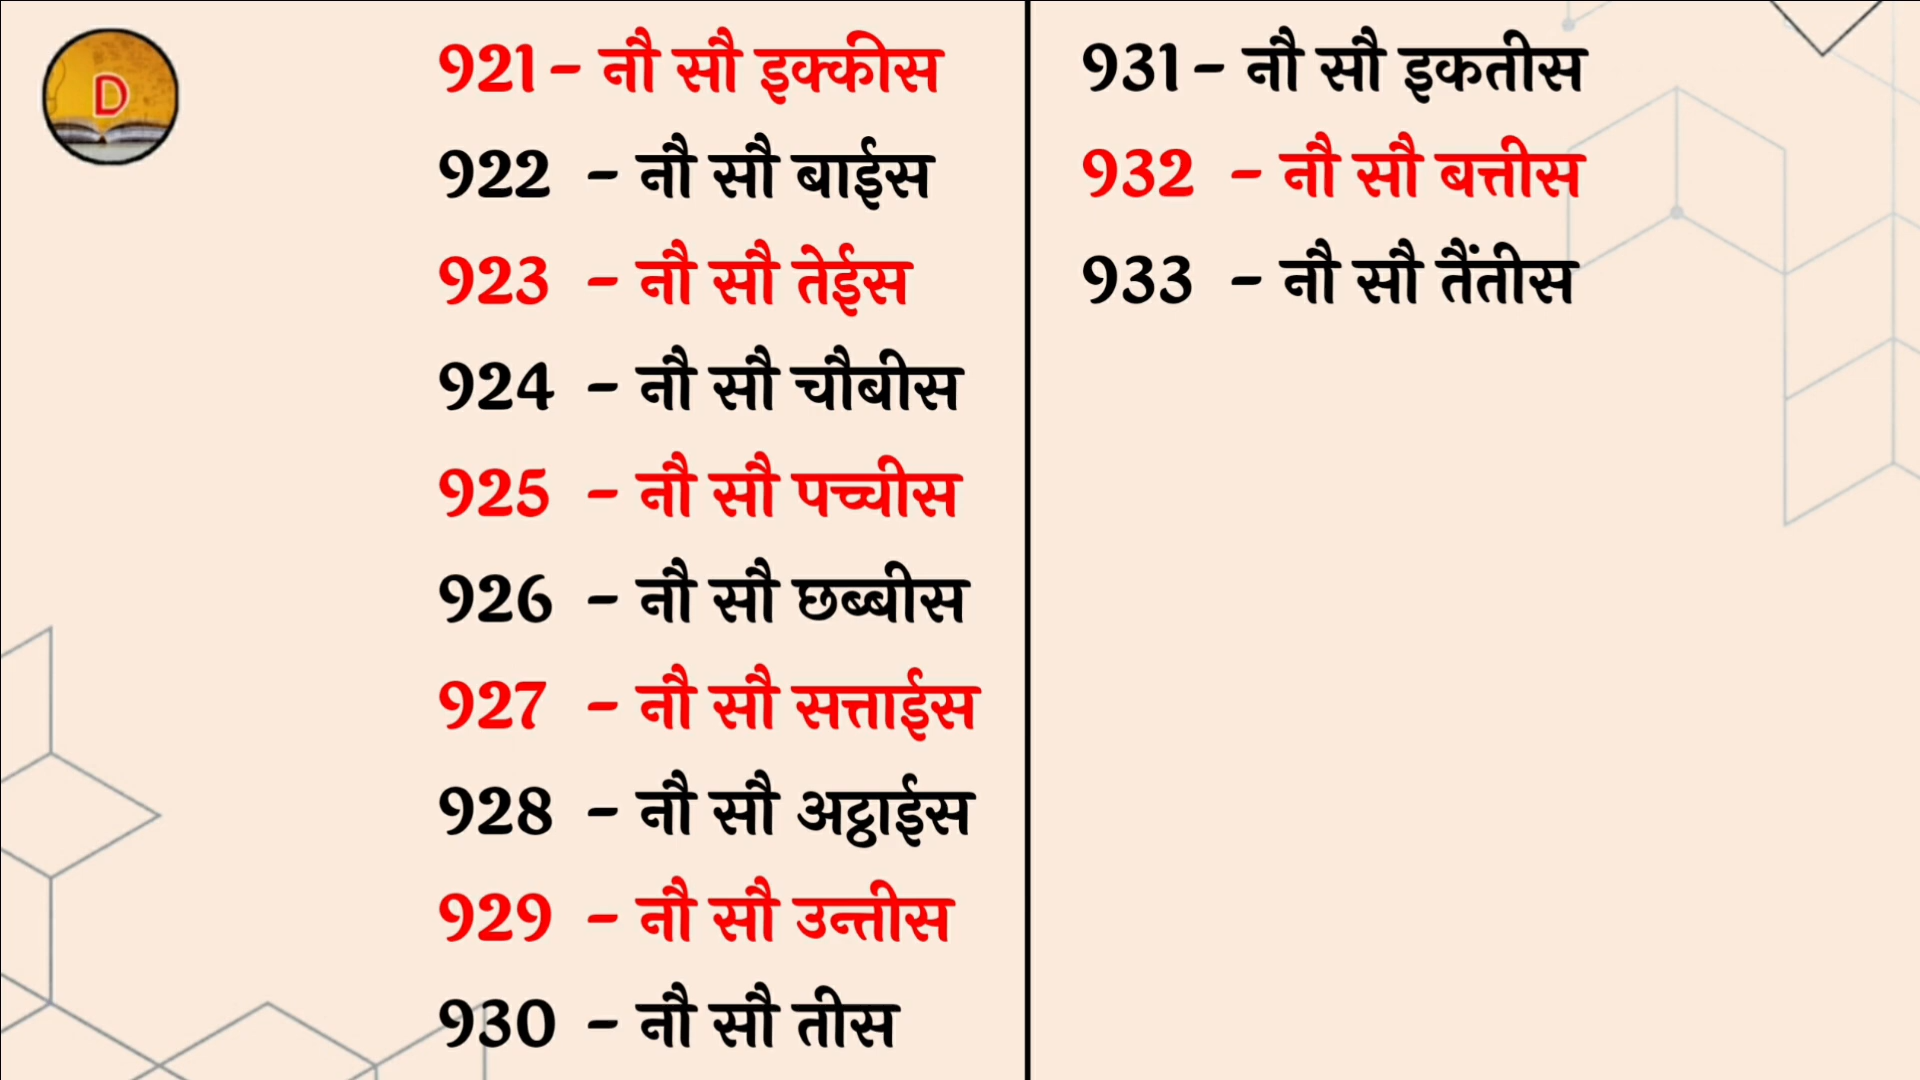 D
921 - नौ सौ इक्कीस
922 - नौ सौ बाईस
923 - नौ सौ तेईस
924 - नौ सौ चौबीस
925 - नौ सौ पच्चीस
926 - नौ सौ छब्बीस
927 - नौ सौ सत्ताईस
928 - नौ सौ अट्ठाईस
929 - नौ सौ उन्तीस
930 - नौ सौ तीस
931 - नौ सौ इकतीस
932 - नौ सौ बत्तीस
933 - नौ सौ तैंतीस